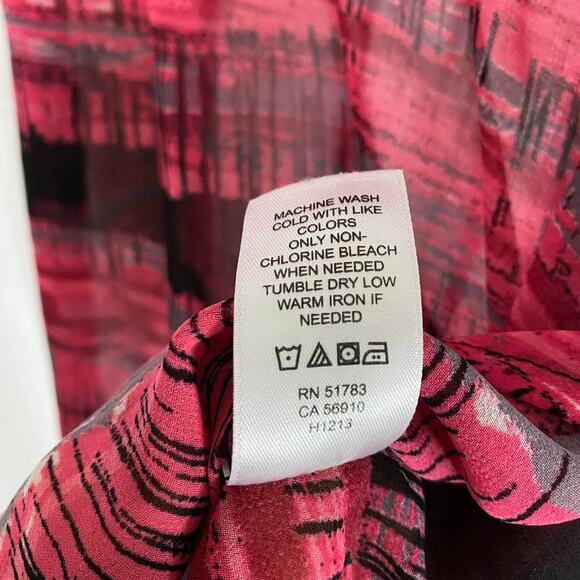 MACHINE WASH
COLD WITH LIKE
COLORS
ONLY NON-
CHLORINE BLEACH
WHEN NEEDED
TUMBLE DRY LOW
WARM IRON IF
NEEDED
RN 51783
CA 56910
H1213